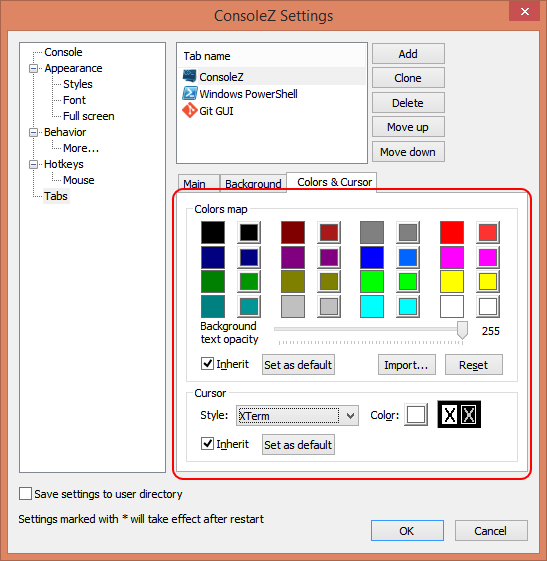 ConsoleZ Settings
Console
Appearance
Styles
Font
Full screen
Behavior
More...
Hotkeys
Mouse
Tabs
Tab name
ConsoleZ
Windows PowerShell
Git GUI
Add
Clone
Delete
Move up
Move down
Main Background Colors & Cursor
Colors map
Background
text opacity
255
Inherit Set as default Import... Reset
Cursor
Style: XTerm Color: X X
Inherit Set as default
Save settings to user directory
Settings marked with * will take effect after restart
OK Cancel